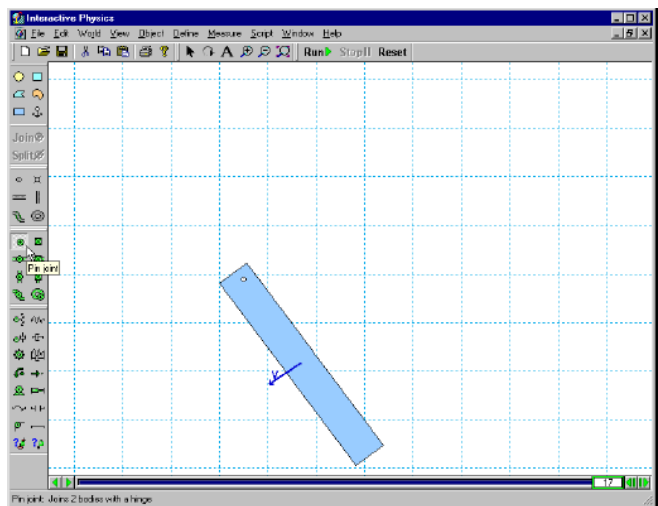 Interactive Physics
File Edit World View Object Define Measure Script Window Help
Run Stop Reset
Join
Split
Pin joint
V
17
Pin joint: Joins 2 bodies with a hinge